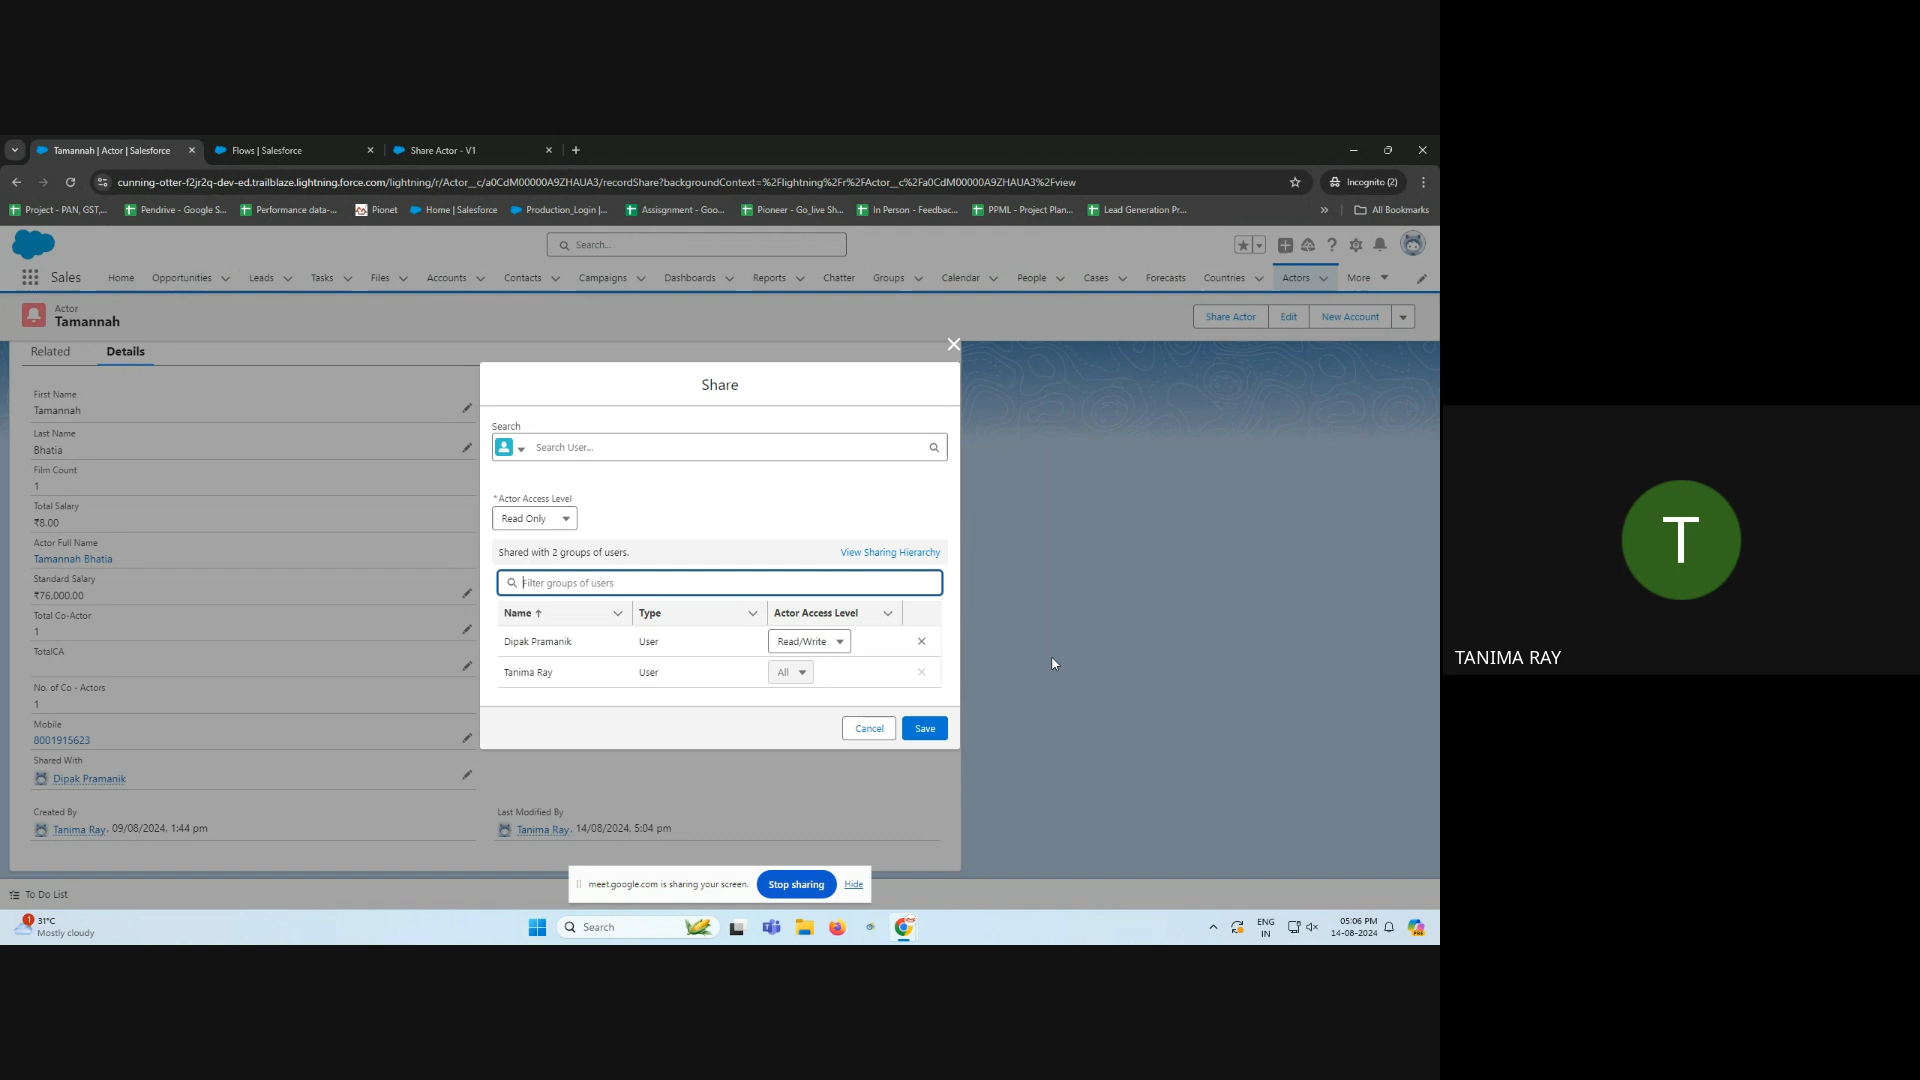 Tamannah | Actor | Salesforce
Flows | Salesforce
Share Actor - V1
cunning-otter-f2jr2q-dev-ed.trailblaze.lightning.force.com/lightning/r/Actor__c/a0CdM00000A9ZHAUA3/recordShare?backgroundContext=%2Flightning%2Fr%2FActor__c%2Fa0CdM00000A9ZHAUA3%2Fview
Incognito (2)
Project - PAN, GST,...
Pendrive - Google S...
Performance data-...
Pionet
Home | Salesforce
Production_Login |...
Assisgnment - Goo...
Pioneer - Go_live Sh...
In Person - Feedbac...
PPML - Project Plan...
Lead Generation Pr...
All Bookmarks
Search...
Sales
Home
Opportunities
Leads
Tasks
Files
Accounts
Contacts
Campaigns
Dashboards
Reports
Chatter
Groups
Calendar
People
Cases
Forecasts
Countries
Actors
More
Actor
Tamannah
Share Actor
Edit
New Account
Related
Details
First Name
Tamannah
Last Name
Bhatia
Film Count
1
Total Salary
₹8.00
Actor Full Name
Tamannah Bhatia
Standard Salary
₹76,000.00
Total Co-Actor
1
TotalCA
No. of Co - Actors
1
Mobile
8001915623
Shared With
Dipak Pramanik
Created By
Tanima Ray, 09/08/2024, 1:44 pm
Last Modified By
Tanima Ray, 14/08/2024, 5:04 pm
Share
Search
Search User...
*Actor Access Level
Read Only
Shared with 2 groups of users.
View Sharing Hierarchy
Filter groups of users
Name
Type
Actor Access Level
Dipak Pramanik
User
Read/Write
Tanima Ray
User
All
Cancel
Save
meet.google.com is sharing your screen.
Stop sharing
Hide
To Do List
1
31°C
Mostly cloudy
Search
ENG
IN
05:06 PM
14-08-2024
T
TANIMA RAY